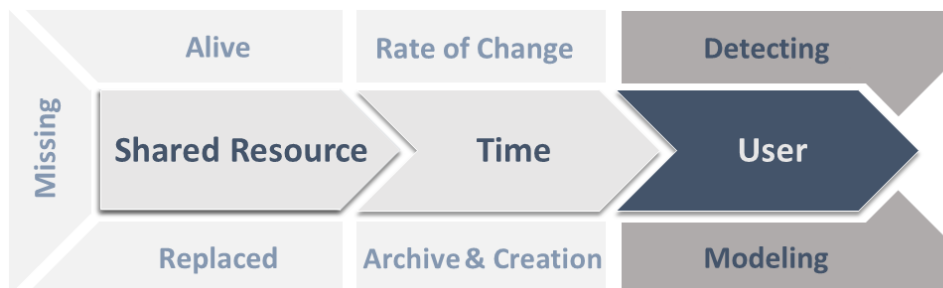 Alive
Rate of Change
Detecting
Missing
Shared Resource
Time
User
Replaced
Archive & Creation
Modeling